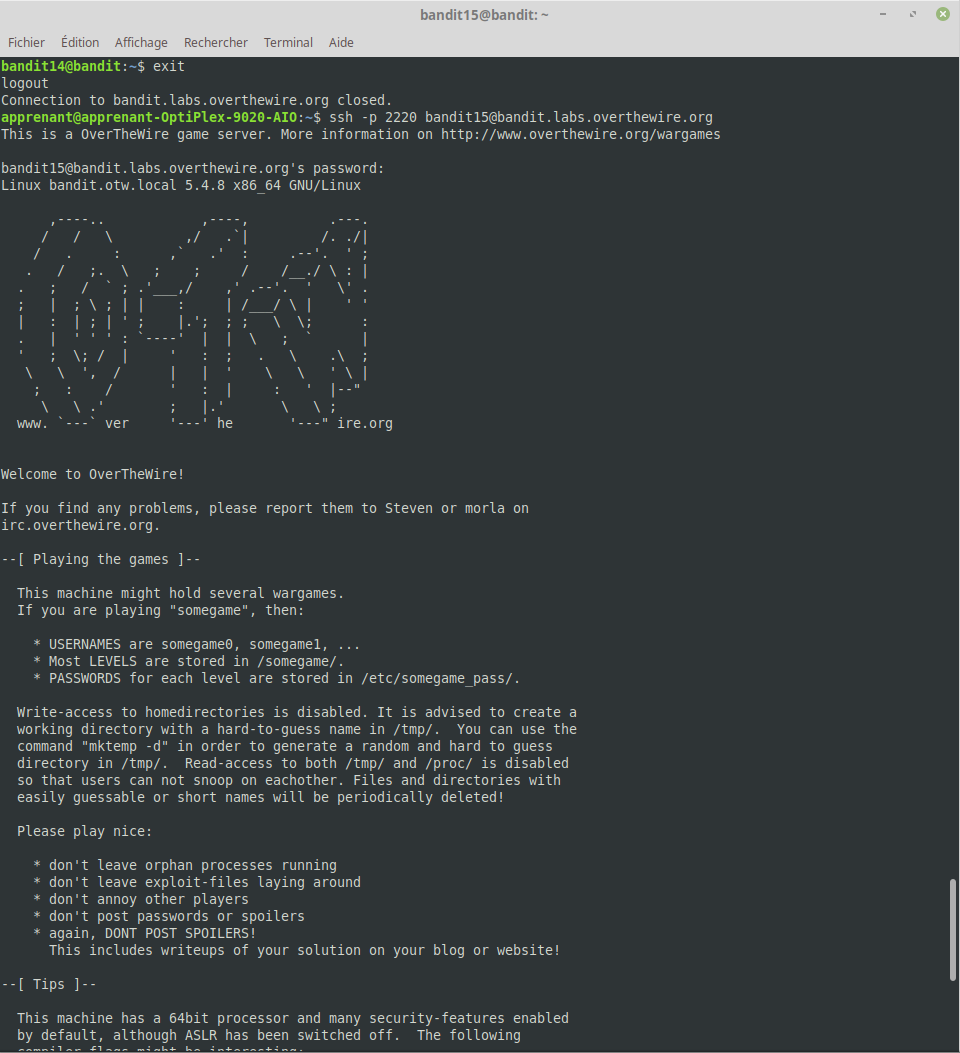 bandit15@bandit: ~
Fichier Édition Affichage Rechercher Terminal Aide
bandit14@bandit:~$ exit
logout
Connection to bandit.labs.overthewire.org closed.
apprenant@apprenant-OptiPlex-9020-AIO:~$ ssh -p 2220 bandit15@bandit.labs.overthewire.org
This is a OverTheWire game server. More information on http://www.overthewire.org/wargames
bandit15@bandit.labs.overthewire.org's password:
Linux bandit.otw.local 5.4.8 x86_64 GNU/Linux
www. `---` ver '---' he '---" ire.org
Welcome to OverTheWire!
If you find any problems, please report them to Steven or morla on
irc.overthewire.org.
--[ Playing the games ]--
This machine might hold several wargames.
If you are playing "somegame", then:
* USERNAMES are somegame0, somegame1, ...
* Most LEVELS are stored in /somegame/.
* PASSWORDS for each level are stored in /etc/somegame_pass/.
Write-access to homedirectories is disabled. It is advised to create a
working directory with a hard-to-guess name in /tmp/.  You can use the
command "mktemp -d" in order to generate a random and hard to guess
directory in /tmp/.  Read-access to both /tmp/ and /proc/ is disabled
so that users can not snoop on eachother. Files and directories with
easily guessable or short names will be periodically deleted!
Please play nice:
* don't leave orphan processes running
* don't leave exploit-files laying around
* don't annoy other players
* don't post passwords or spoilers
* again, DONT POST SPOILERS!
This includes writeups of your solution on your blog or website!
--[ Tips ]--
This machine has a 64bit processor and many security-features enabled
by default, although ASLR has been switched off.  The following
compiler flags might be interesting: